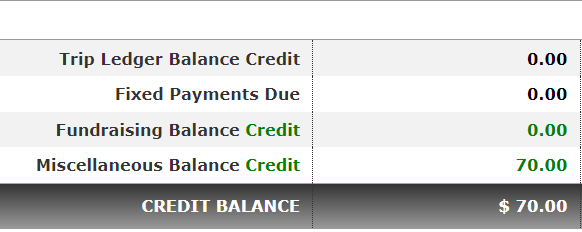 Trip Ledger Balance Credit 0.00
Fixed Payments Due 0.00
Fundraising Balance Credit 0.00
Miscellaneous Balance Credit 70.00
CREDIT BALANCE $ 70.00